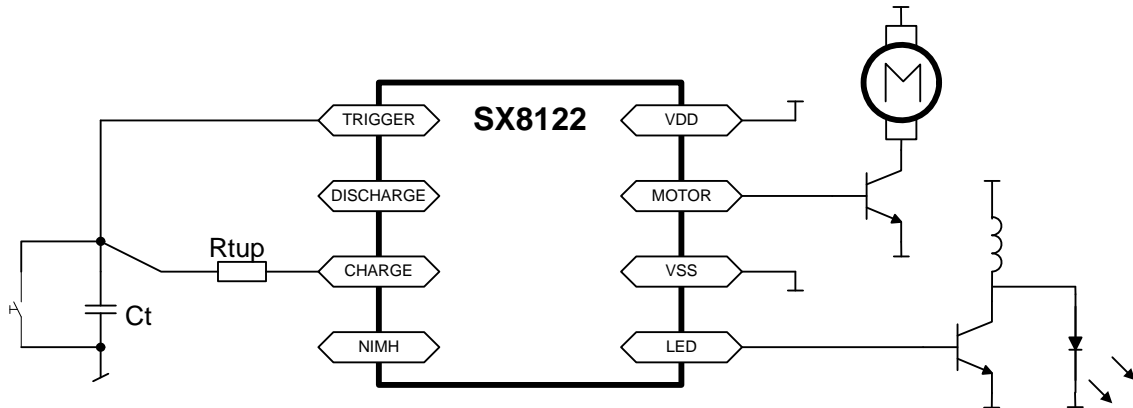 SX8122
TRIGGER
VDD
DISCHARGE
MOTOR
Rtup
CHARGE
VSS
Ct
NIMH
LED
M